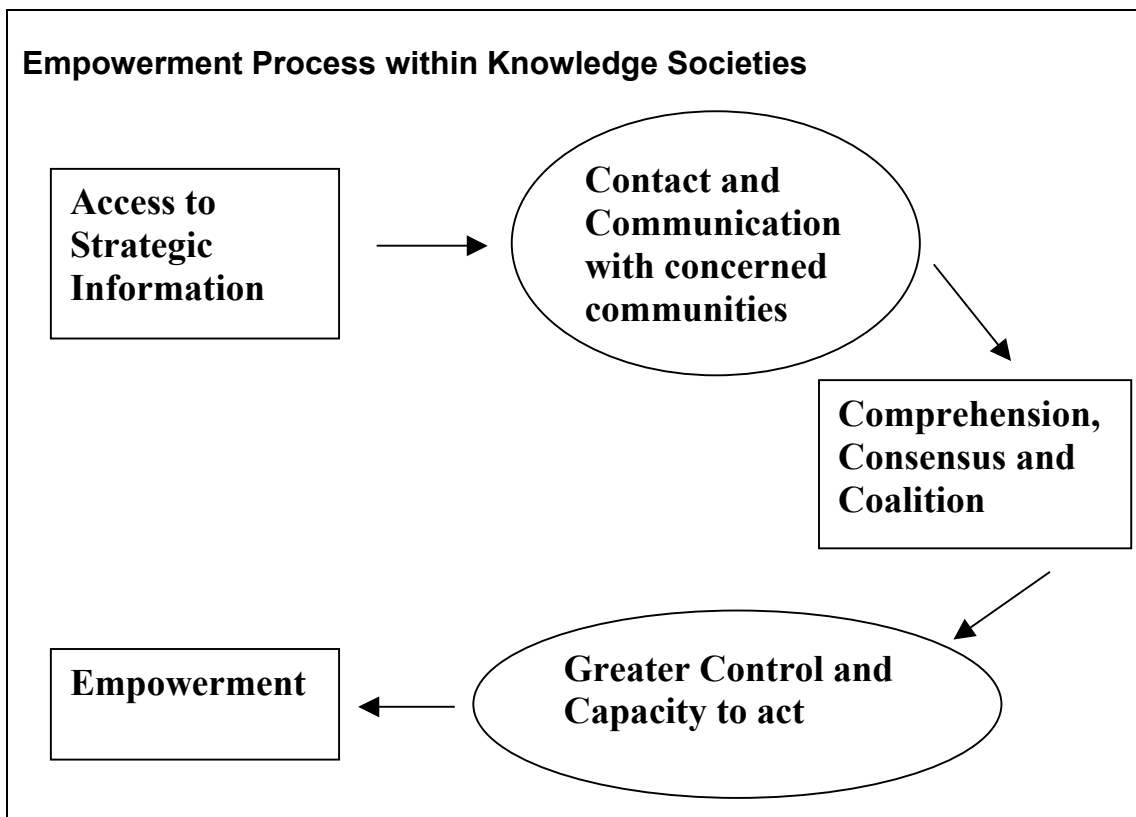 Empowerment Process within Knowledge Societies
Access to
Strategic
Information
Contact and
Communication
with concerned
communities
Comprehension,
Consensus and
Coalition
Greater Control and
Capacity to act
Empowerment